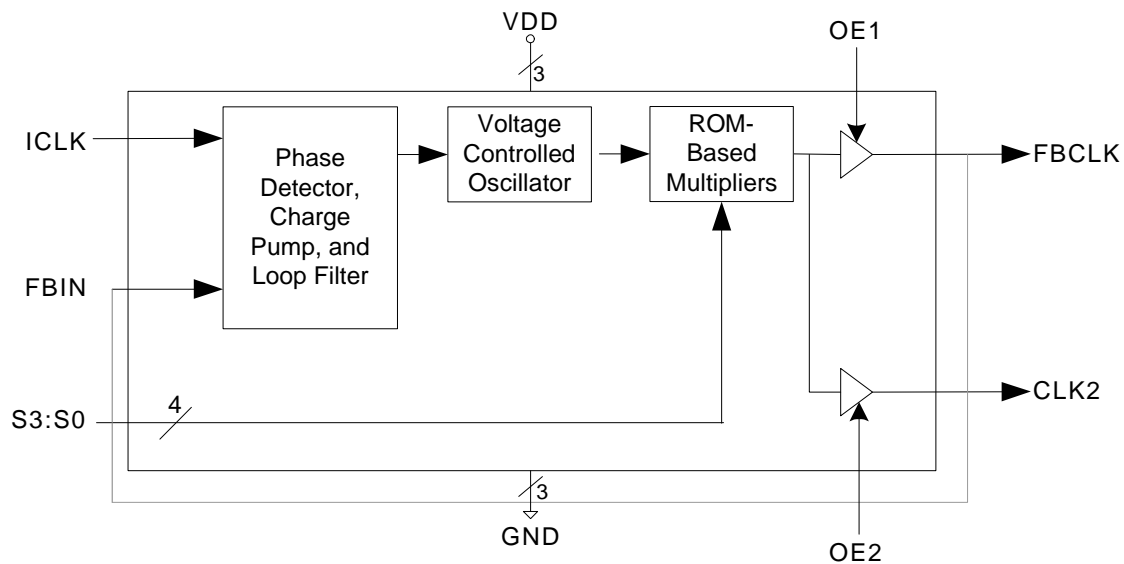 VDD
3
OE1
ICLK
Phase
Detector,
Charge
Pump, and
Loop Filter
Voltage
Controlled
Oscillator
ROM-
Based
Multipliers
FBCLK
FBIN
S3:S0
4
CLK2
3
GND
OE2